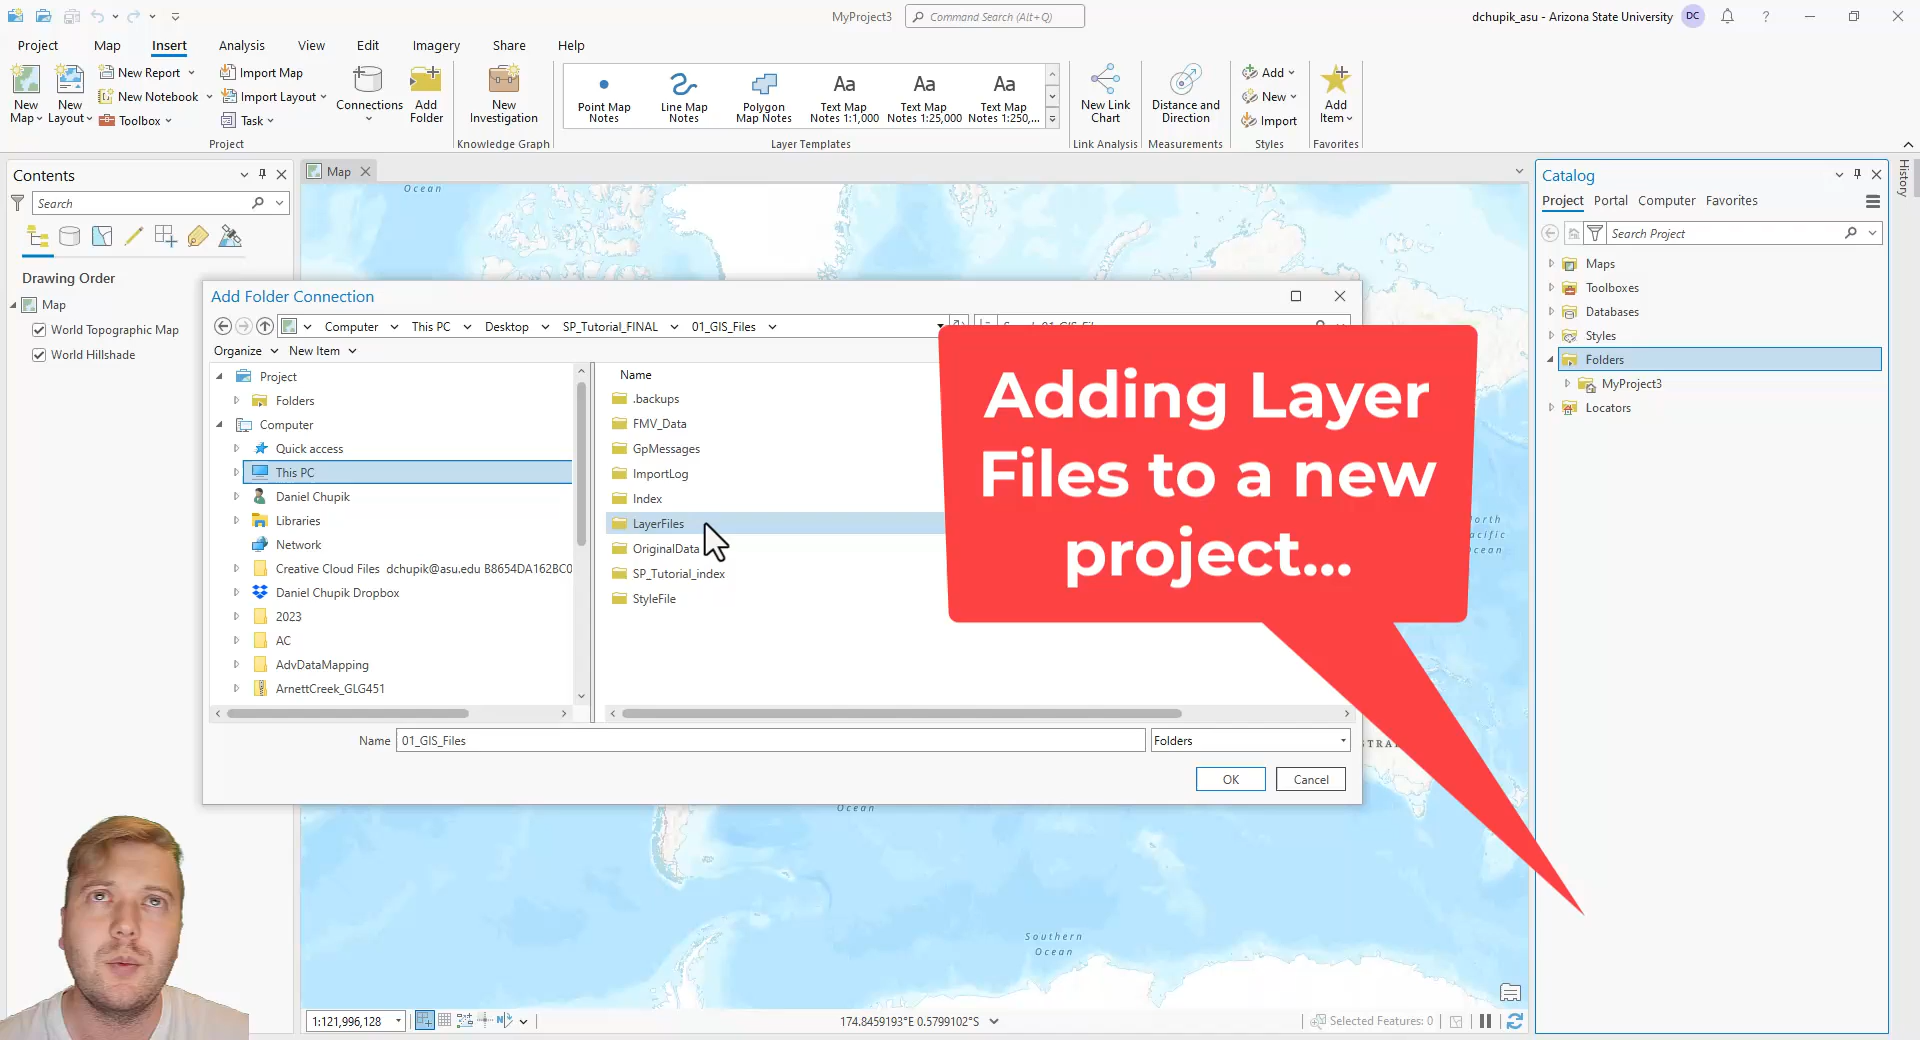 MyProject3
Command Search (Alt+Q)
dchupik_asu - Arizona State University
DC
?
Project
Map
Insert
Analysis
View
Edit
Imagery
Share
Help
New
Map
New
Layout
New Report
New Notebook
Toolbox
Import Map
Import Layout
Task
Connections
Add
Folder
Project
New
Investigation
Knowledge Graph
Point Map
Notes
Line Map
Notes
Polygon
Map Notes
Aa
Text Map
Notes 1:1,000
Aa
Text Map
Notes 1:25,000
Aa
Text Map
Notes 1:250,...
Layer Templates
New Link
Chart
Link Analysis
Distance and
Direction
Measurements
Add
New
Import
Styles
Add
Item
Favorites
Contents
Search
Drawing Order
Map
World Topographic Map
World Hillshade
Map
Ocean
Add Folder Connection
Computer
This PC
Desktop
SP_Tutorial_FINAL
01_GIS_Files
Organize
New Item
Project
Folders
Computer
Quick access
This PC
Daniel Chupik
Libraries
Network
Creative Cloud Files dchupik@asu.edu B8654DA162BC0
Daniel Chupik Dropbox
2023
AC
AdvDataMapping
ArnettCreek_GLG451
Name
.backups
FMV_Data
GpMessages
ImportLog
Index
LayerFiles
OriginalData
SP_Tutorial_index
StyleFile
Name
01_GIS_Files
Folders
OK
Cancel
Adding Layer
Files to a new
project...
Ocean
Southern
Ocean
1:121,996,128
174.8459193°E 0.5799102°S
Selected Features: 0
Catalog
Project
Portal
Computer
Favorites
Search Project
Maps
Toolboxes
Databases
Styles
Folders
MyProject3
Locators
History